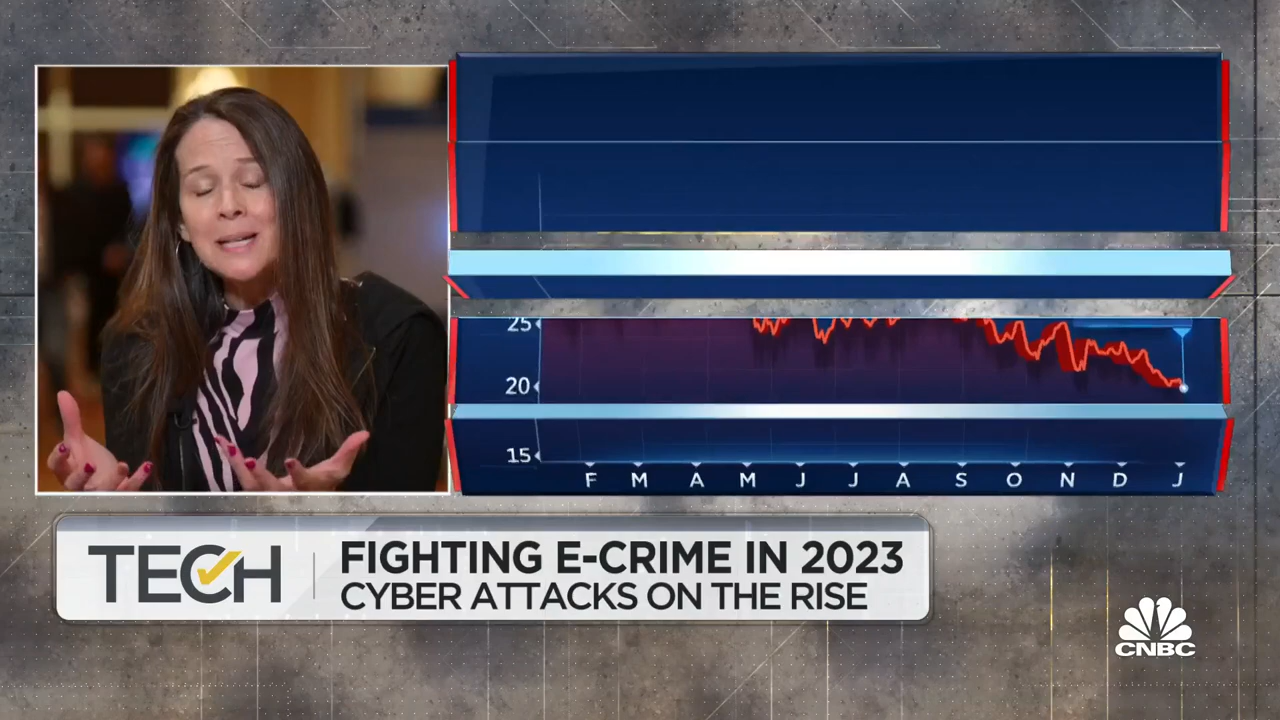 25
20
15
F M A M J J A S O N D J
TECH
FIGHTING E-CRIME IN 2023
CYBER ATTACKS ON THE RISE
CNBC